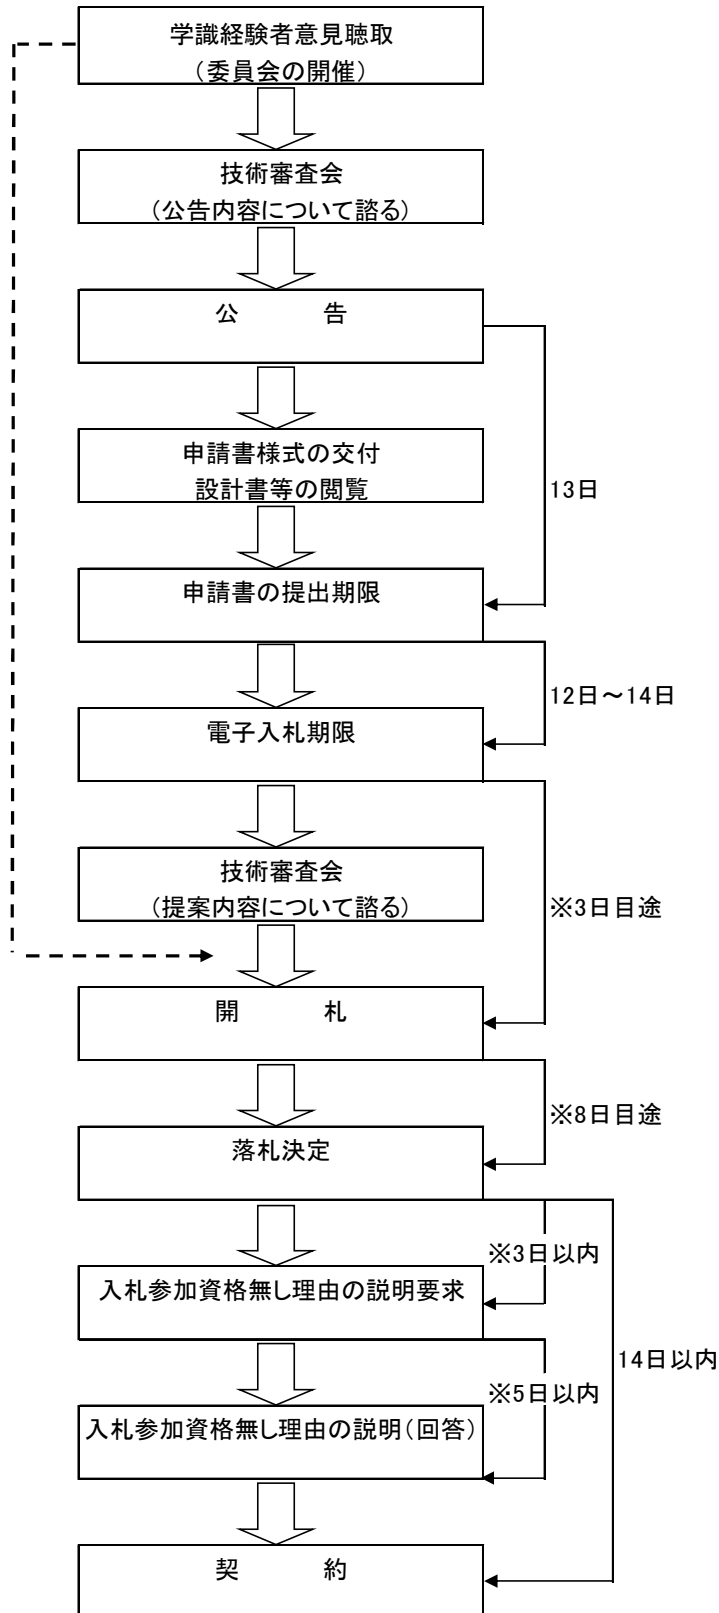 学識経験者意見聴取
（委員会の開催）
技術審査会
（公告内容について諮る）
公　　　告
申請書様式の交付
設計書等の閲覧
13日
申請書の提出期限
12日～14日
電子入札期限
技術審査会
（提案内容について諮る）
※3日目途
開　　　札
※8日目途
落札決定
※3日以内
入札参加資格無し理由の説明要求
14日以内
※5日以内
入札参加資格無し理由の説明（回答）
契　　　約